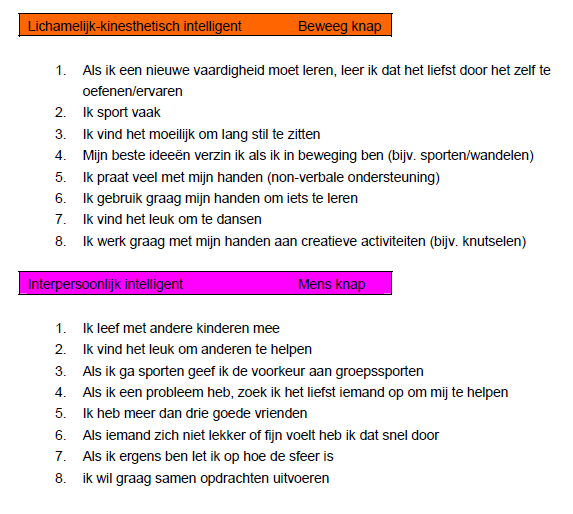 Lichamelijk-kinesthetisch intelligent Beweeg knap
1. Als ik een nieuwe vaardigheid moet leren, leer ik dat het liefst door het zelf te
oefenen/ervaren
2. Ik sport vaak
3. Ik vind het moeilijk om lang stil te zitten
4. Mijn beste ideeën verzin ik als ik in beweging ben (bijv. sporten/wandelen)
5. Ik praat veel met mijn handen (non-verbale ondersteuning)
6. Ik gebruik graag mijn handen om iets te leren
7. Ik vind het leuk om te dansen
8. Ik werk graag met mijn handen aan creatieve activiteiten (bijv. knutselen)
Interpersoonlijk intelligent Mens knap
1. Ik leef met andere kinderen mee
2. Ik vind het leuk om anderen te helpen
3. Als ik ga sporten geef ik de voorkeur aan groepssporten
4. Als ik een probleem heb, zoek ik het liefst iemand op om mij te helpen
5. Ik heb meer dan drie goede vrienden
6. Als iemand zich niet lekker of fijn voelt heb ik dat snel door
7. Als ik ergens ben let ik op hoe de sfeer is
8. ik wil graag samen opdrachten uitvoeren